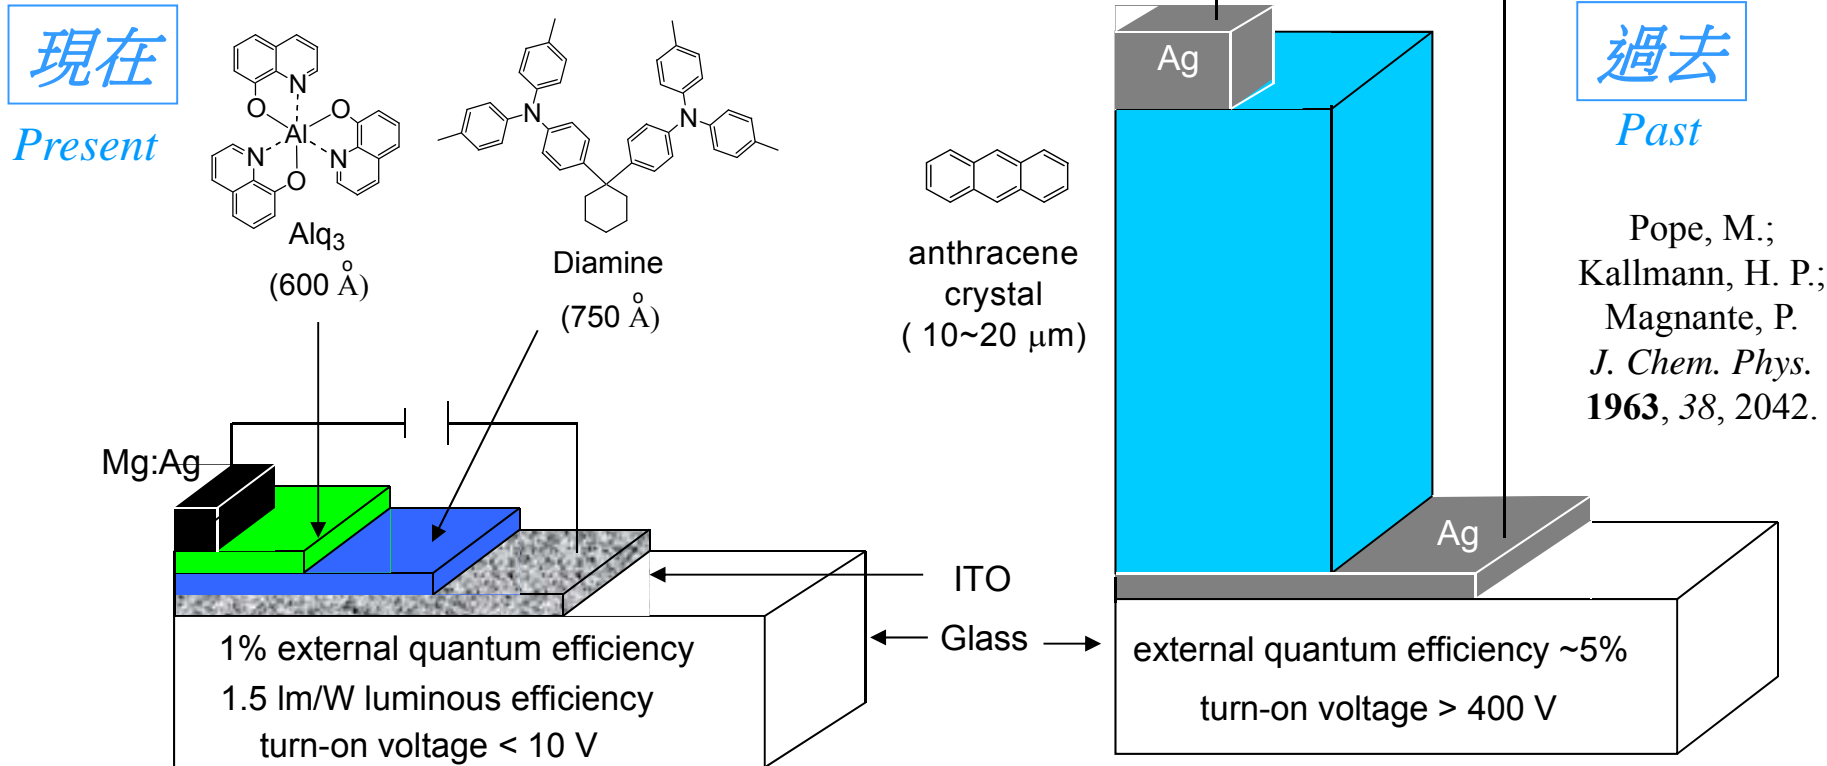 現在
Present
N
O
O
Al
N
N
O
Alq3
(600 Å)
N
N
Diamine
(750 Å)
anthracene
crystal
( 10~20 μm)
Mg:Ag
ITO
Glass
1% external quantum efficiency
1.5 lm/W luminous efficiency
turn-on voltage < 10 V
Ag
Ag
external quantum efficiency ~5%
turn-on voltage > 400 V
過去
Past
Pope, M.;
Kallmann, H. P.;
Magnante, P.
J. Chem. Phys.
1963, 38, 2042.